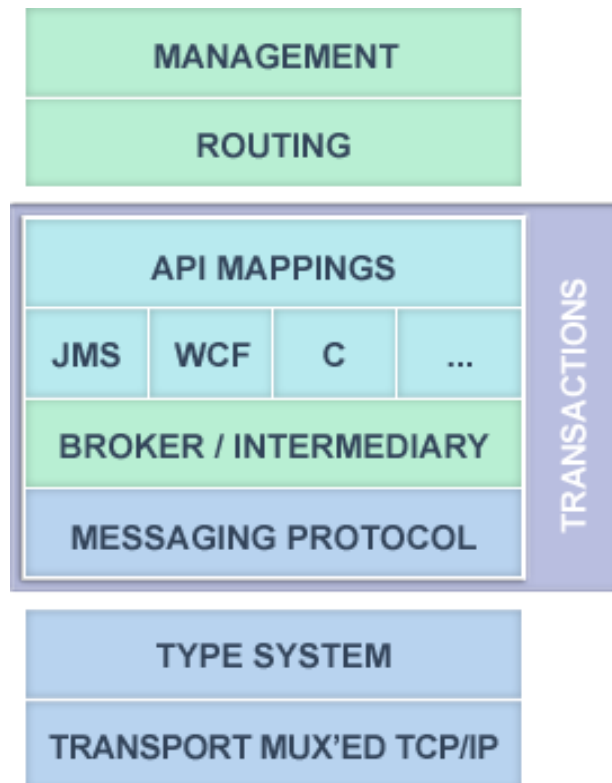 MANAGEMENT
ROUTING
API MAPPINGS
JMS WCF C ...
BROKER / INTERMEDIARY
MESSAGING PROTOCOL
TRANSACTIONS
TYPE SYSTEM
TRANSPORT MUX'ED TCP/IP